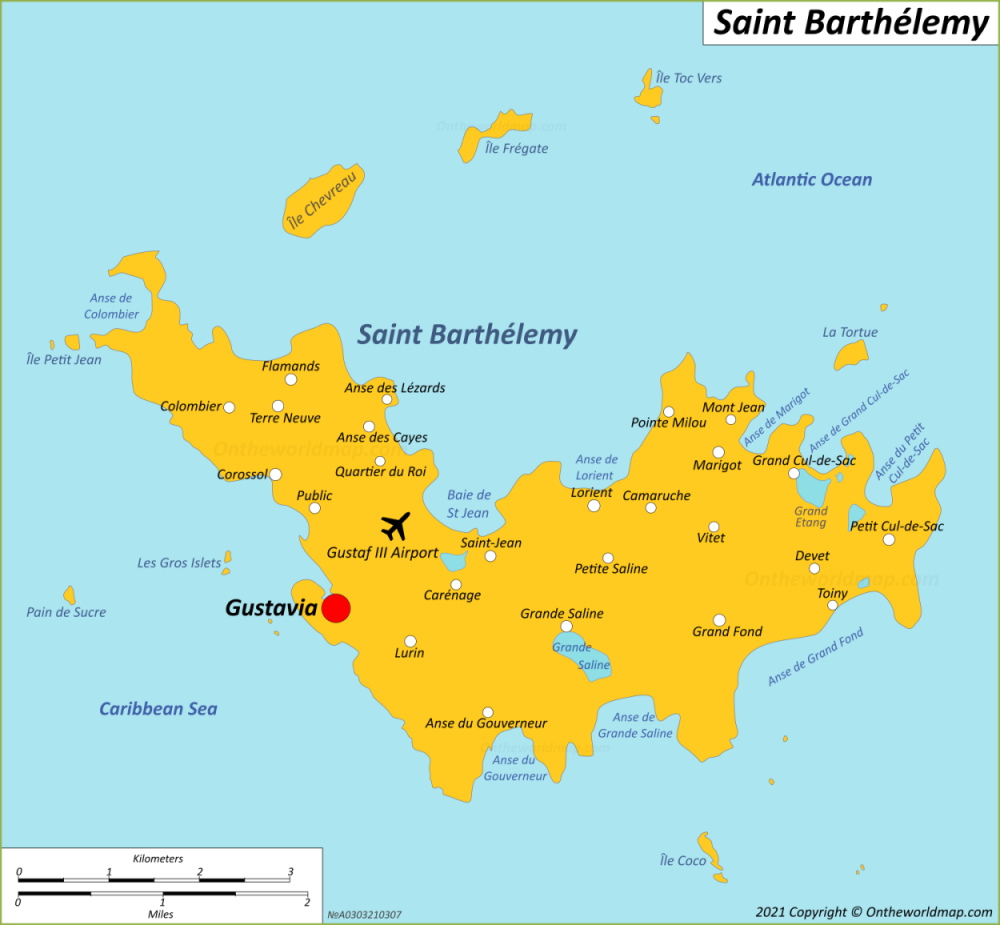 Saint Barthélemy
Île Toc Vers
Ontheworldmap.com
Île Frégate
Atlantic Ocean
Île Chevreau
Anse de
Colombier
La Tortue
Saint Barthélemy
Île Petit Jean
Flamands
Anse des Lézards
Colombier
Terre Neuve
Pointe Milou
Mont Jean
Anse de Marigot
Anse de Grand Cul-de-Sac
Anse du Petit
Cul-de-Sac
Anse des Cayes
Ontheworldmap.com
Quartier du Roi
Corossol
Public
Baie de
St Jean
Anse de
Lorient
Lorient
Camaruche
Marigot
Grand Cul-de-Sac
Grand
Etang
Petit Cul-de-Sac
Vitet
Gustaf III Airport
Saint-Jean
Petite Saline
Devet
Ontheworldmap.com
Les Gros Islets
Pain de Sucre
Gustavia
Carénage
Grande Saline
Toiny
Grand Fond
Lurin
Grande
Saline
Anse de Grand Fond
Caribbean Sea
Anse du Gouverneur
Anse de
Grande Saline
Ontheworldmap.com
Anse du
Gouverneur
Île Coco
Kilometers
0 1 2 3
0 1 2
Miles
NeA0303210307
2021 Copyright © Ontheworldmap.com